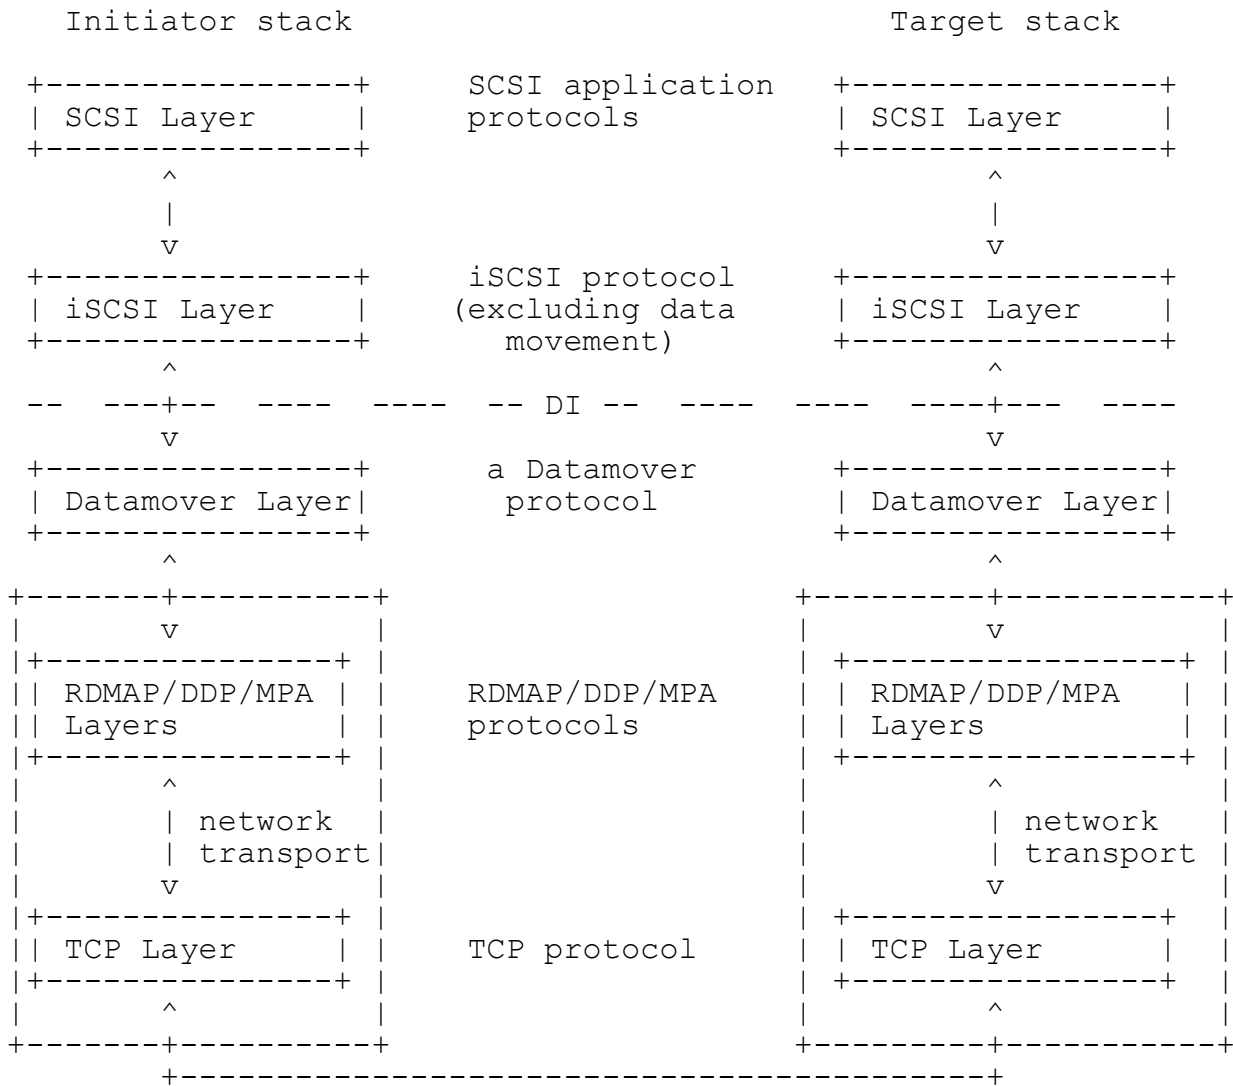 Initiator stack Target stack
SCSI application
SCSI Layer protocols SCSI Layer
iSCSI protocol
iSCSI Layer (excluding data iSCSI Layer
movement)
DI
a Datamover
Datamover Layer protocol Datamover Layer
RDMAP/DDP/MPA RDMAP/DDP/MPA RDMAP/DDP/MPA
Layers protocols Layers
network network
transport transport
TCP Layer TCP protocol TCP Layer